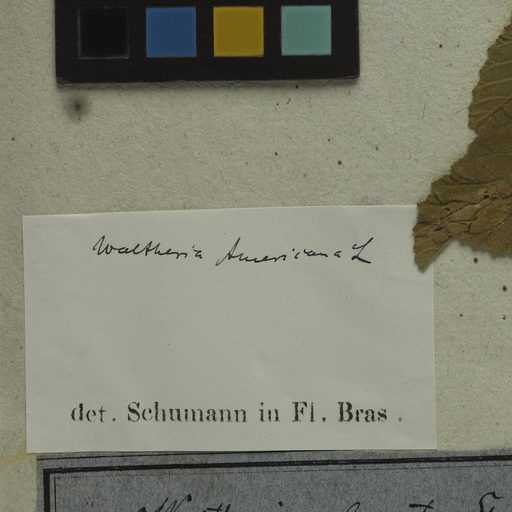 Waltheria Americana L
det. Schumann in Fl. Bras.